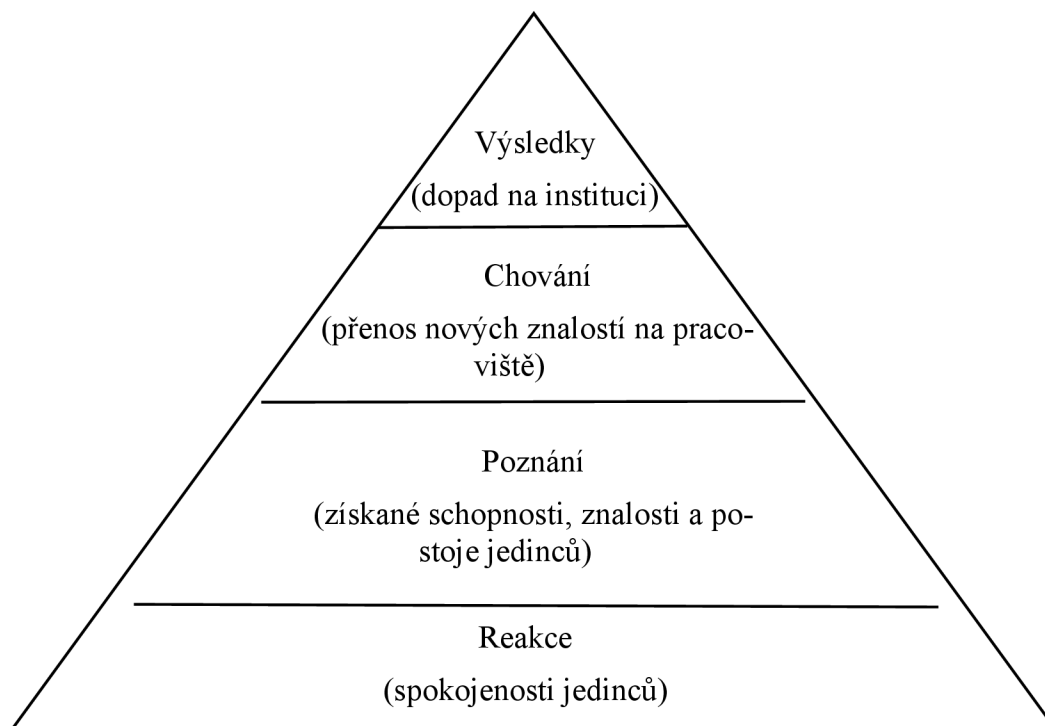 Výsledky
(dopad na instituci)
Chování
(přenos nových znalostí na praco-
viště)
Poznání
(získané schopnosti, znalosti a po-
stoje jedinců)
Reakce
(spokojenosti jedinců)